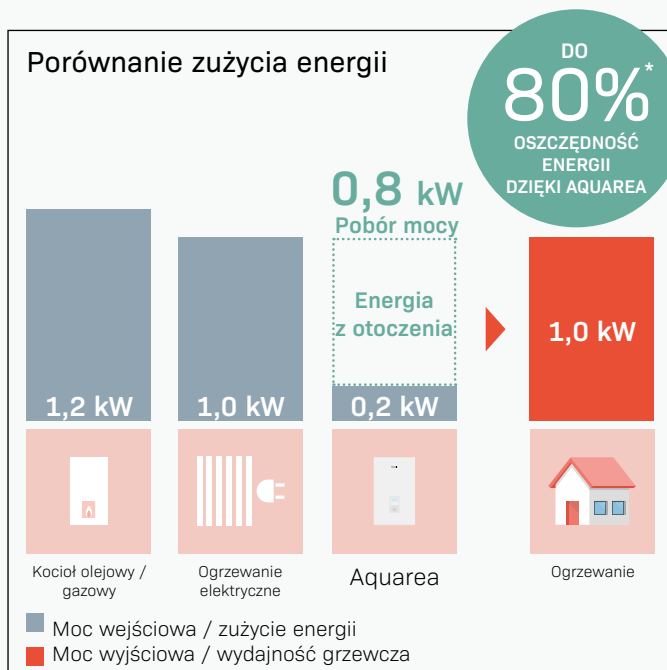 Porównanie zużycia energii
DO
80%*
OSZCZĘDNOŚĆ
ENERGII
DZIĘKI AQUAREA
0,8 kW
Pobór mocy
Energia
z otoczenia
1,2 kW
1,0 kW
0,2 kW
1,0 kW
Kocioł olejowy /
gazowy
Ogrzewanie
elektryczne
Aquarea
Ogrzewanie
Moc wejściowa / zużycie energii
Moc wyjściowa / wydajność grzewcza